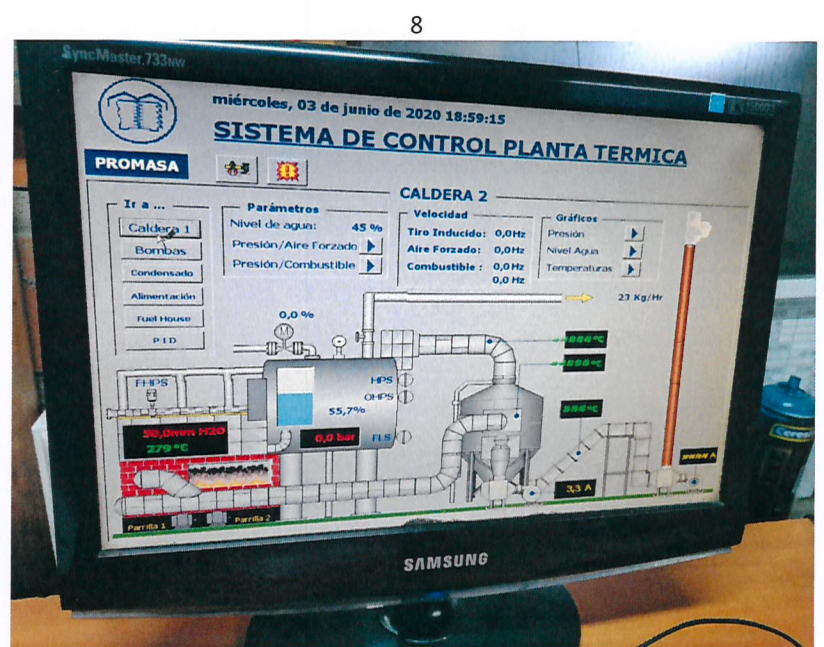 8
SyncMaster 733NW
miércoles, 03 de junio de 2020 18:59:15
SISTEMA DE CONTROL PLANTA TERMICA
PROMASA
CALDERA 2
Ir a ...
Caldera 1
Bombas
Condensado
Alimentación
Fuel House
P I D
Parámetros
Nivel de agua: 45 %
Presión/Aire Forzado
Presión/Combustible
Velocidad
Tiro Inducido: 0,0Hz
Aire Forzado: 0,0Hz
Combustible : 0,0Hz
0,0 Hz
Gráficos
Presión
Nivel Agua
Temperaturas
23 Kg/Hr
0,0 %
M
FHPS
HPS
OHPS
55,7%
FLS
50,0mm H2O
279 °C
0,0 bar
###°C
###°C
###°C
3,3 A
#### A
Parrilla 1
Parrilla 2
SAMSUNG